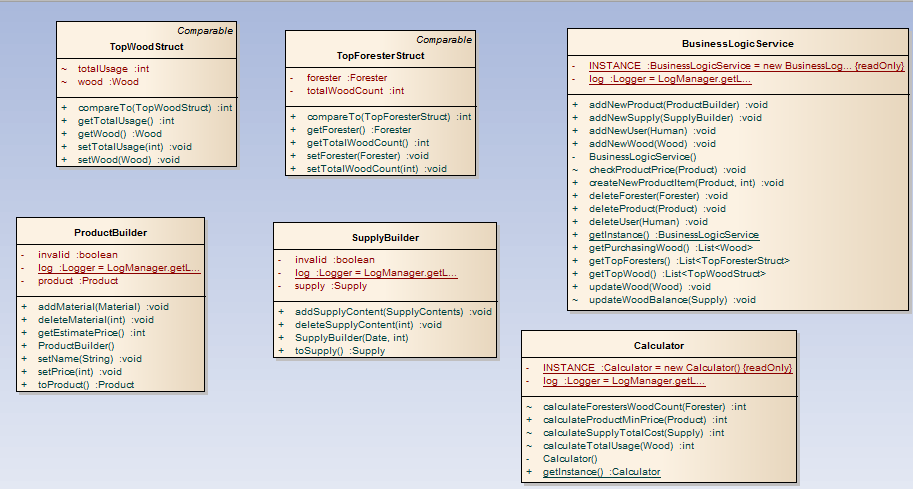 Comparable
TopWoodStruct
~ totalUsage :int
~ wood :Wood
+ compareTo(TopWoodStruct) :int
+ getTotalUsage() :int
+ getWood() :Wood
+ setTotalUsage(int) :void
+ setWood(Wood) :void
Comparable
TopForesterStruct
- forester :Forester
- totalWoodCount :int
+ compareTo(TopForesterStruct) :int
+ getForester() :Forester
+ getTotalWoodCount() :int
+ setForester(Forester) :void
+ setTotalWoodCount(int) :void
BusinessLogicService
- INSTANCE :BusinessLogicService = new BusinessLog... {readOnly}
- log :Logger = LogManager.getL...
+ addNewProduct(ProductBuilder) :void
+ addNewSupply(SupplyBuilder) :void
+ addNewUser(Human) :void
+ addNewWood(Wood) :void
- BusinessLogicService()
~ checkProductPrice(Product) :void
+ createNewProductItem(Product, int) :void
+ deleteForester(Forester) :void
+ deleteProduct(Product) :void
+ deleteUser(Human) :void
+ getInstance() :BusinessLogicService
+ getPurchasingWood() :List<Wood>
+ getTopForesters() :List<TopForesterStruct>
+ getTopWood() :List<TopWoodStruct>
+ updateWood(Wood) :void
~ updateWoodBalance(Supply) :void
ProductBuilder
- invalid :boolean
- log :Logger = LogManager.getL...
- product :Product
+ addMaterial(Material) :void
+ deleteMaterial(int) :void
+ getEstimatePrice() :int
+ ProductBuilder()
+ setName(String) :void
+ setPrice(int) :void
+ toProduct() :Product
SupplyBuilder
- invalid :boolean
- log :Logger = LogManager.getL...
- supply :Supply
+ addSupplyContent(SupplyContents) :void
+ deleteSupplyContent(int) :void
+ SupplyBuilder(Date, int)
+ toSupply() :Supply
Calculator
- INSTANCE :Calculator = new Calculator() {readOnly}
- log :Logger = LogManager.getL...
~ calculateForestersWoodCount(Forester) :int
+ calculateProductMinPrice(Product) :int
~ calculateSupplyTotalCost(Supply) :int
~ calculateTotalUsage(Wood) :int
- Calculator()
+ getInstance() :Calculator